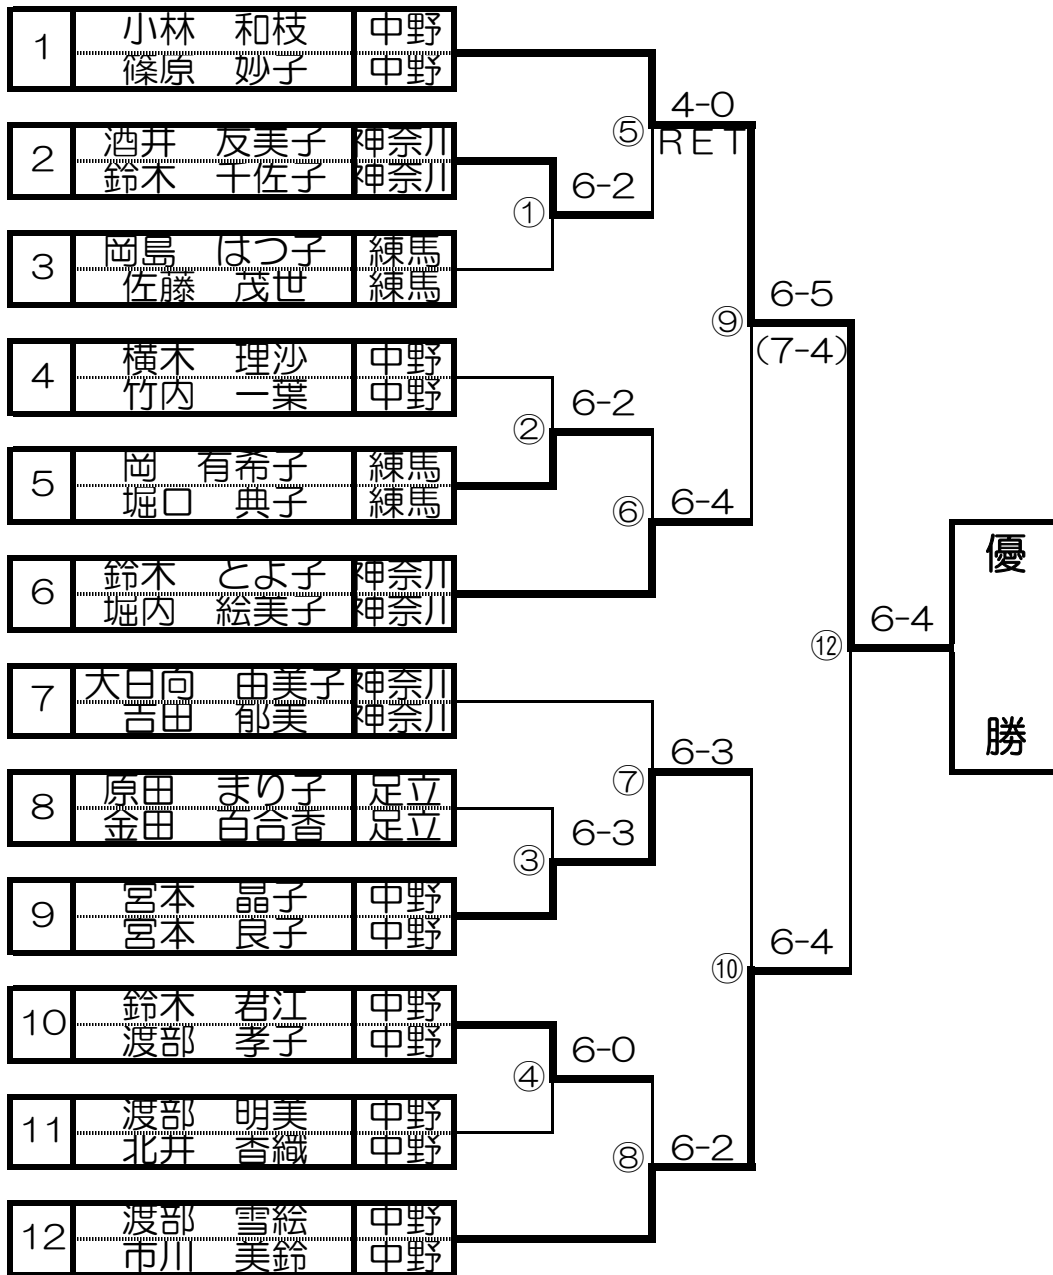 1 小林 和枝 中野
篠原 妙子 中野
4-0
⑤ RET
2 酒井 友美子 神奈川
鈴木 千佐子 神奈川
6-2
①
3 岡島 はつ子 練馬
佐藤 茂世 練馬
6-5
⑨
(7-4)
4 横木 理沙 中野
竹内 一葉 中野
6-2
②
5 岡 有希子 練馬
堀口 典子 練馬
6-4
⑥
6 鈴木 とよ子 神奈川
堀内 絵美子 神奈川
優
6-4
⑫
7 大日向 由美子 神奈川
吉田 郁美 神奈川
勝
6-3
⑦
8 原田 まり子 足立
金田 百合香 足立
6-3
③
9 宮本 晶子 中野
宮本 良子 中野
6-4
⑩
10 鈴木 君江 中野
渡部 孝子 中野
6-0
④
11 渡部 明美 中野
北井 香織 中野
6-2
⑧
12 渡部 雪絵 中野
市川 美鈴 中野